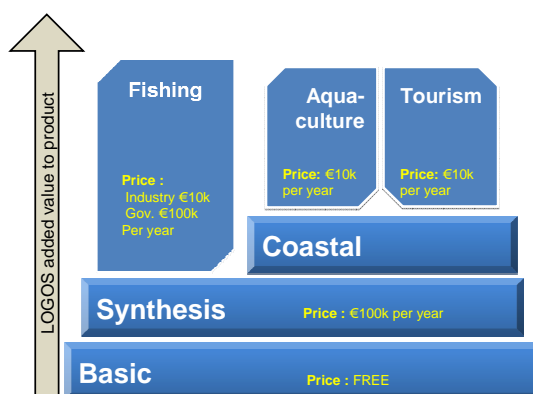 LOGOS added value to product
Fishing
Price :
Industry €10k
Gov. €100k
Per year
Aqua-
culture
Price: €10k
per year
Tourism
Price: €10k
per year
Coastal
Synthesis
Price : €100k per year
Basic
Price : FREE